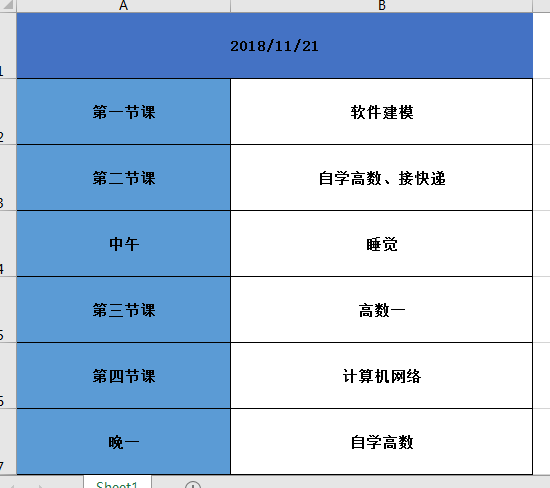 A B
1 2018/11/21
2 第一节课 软件建模
3 第二节课 自学高数、接快递
4 中午 睡觉
5 第三节课 高数一
6 第四节课 计算机网络
7 晚一 自学高数
Sheet1